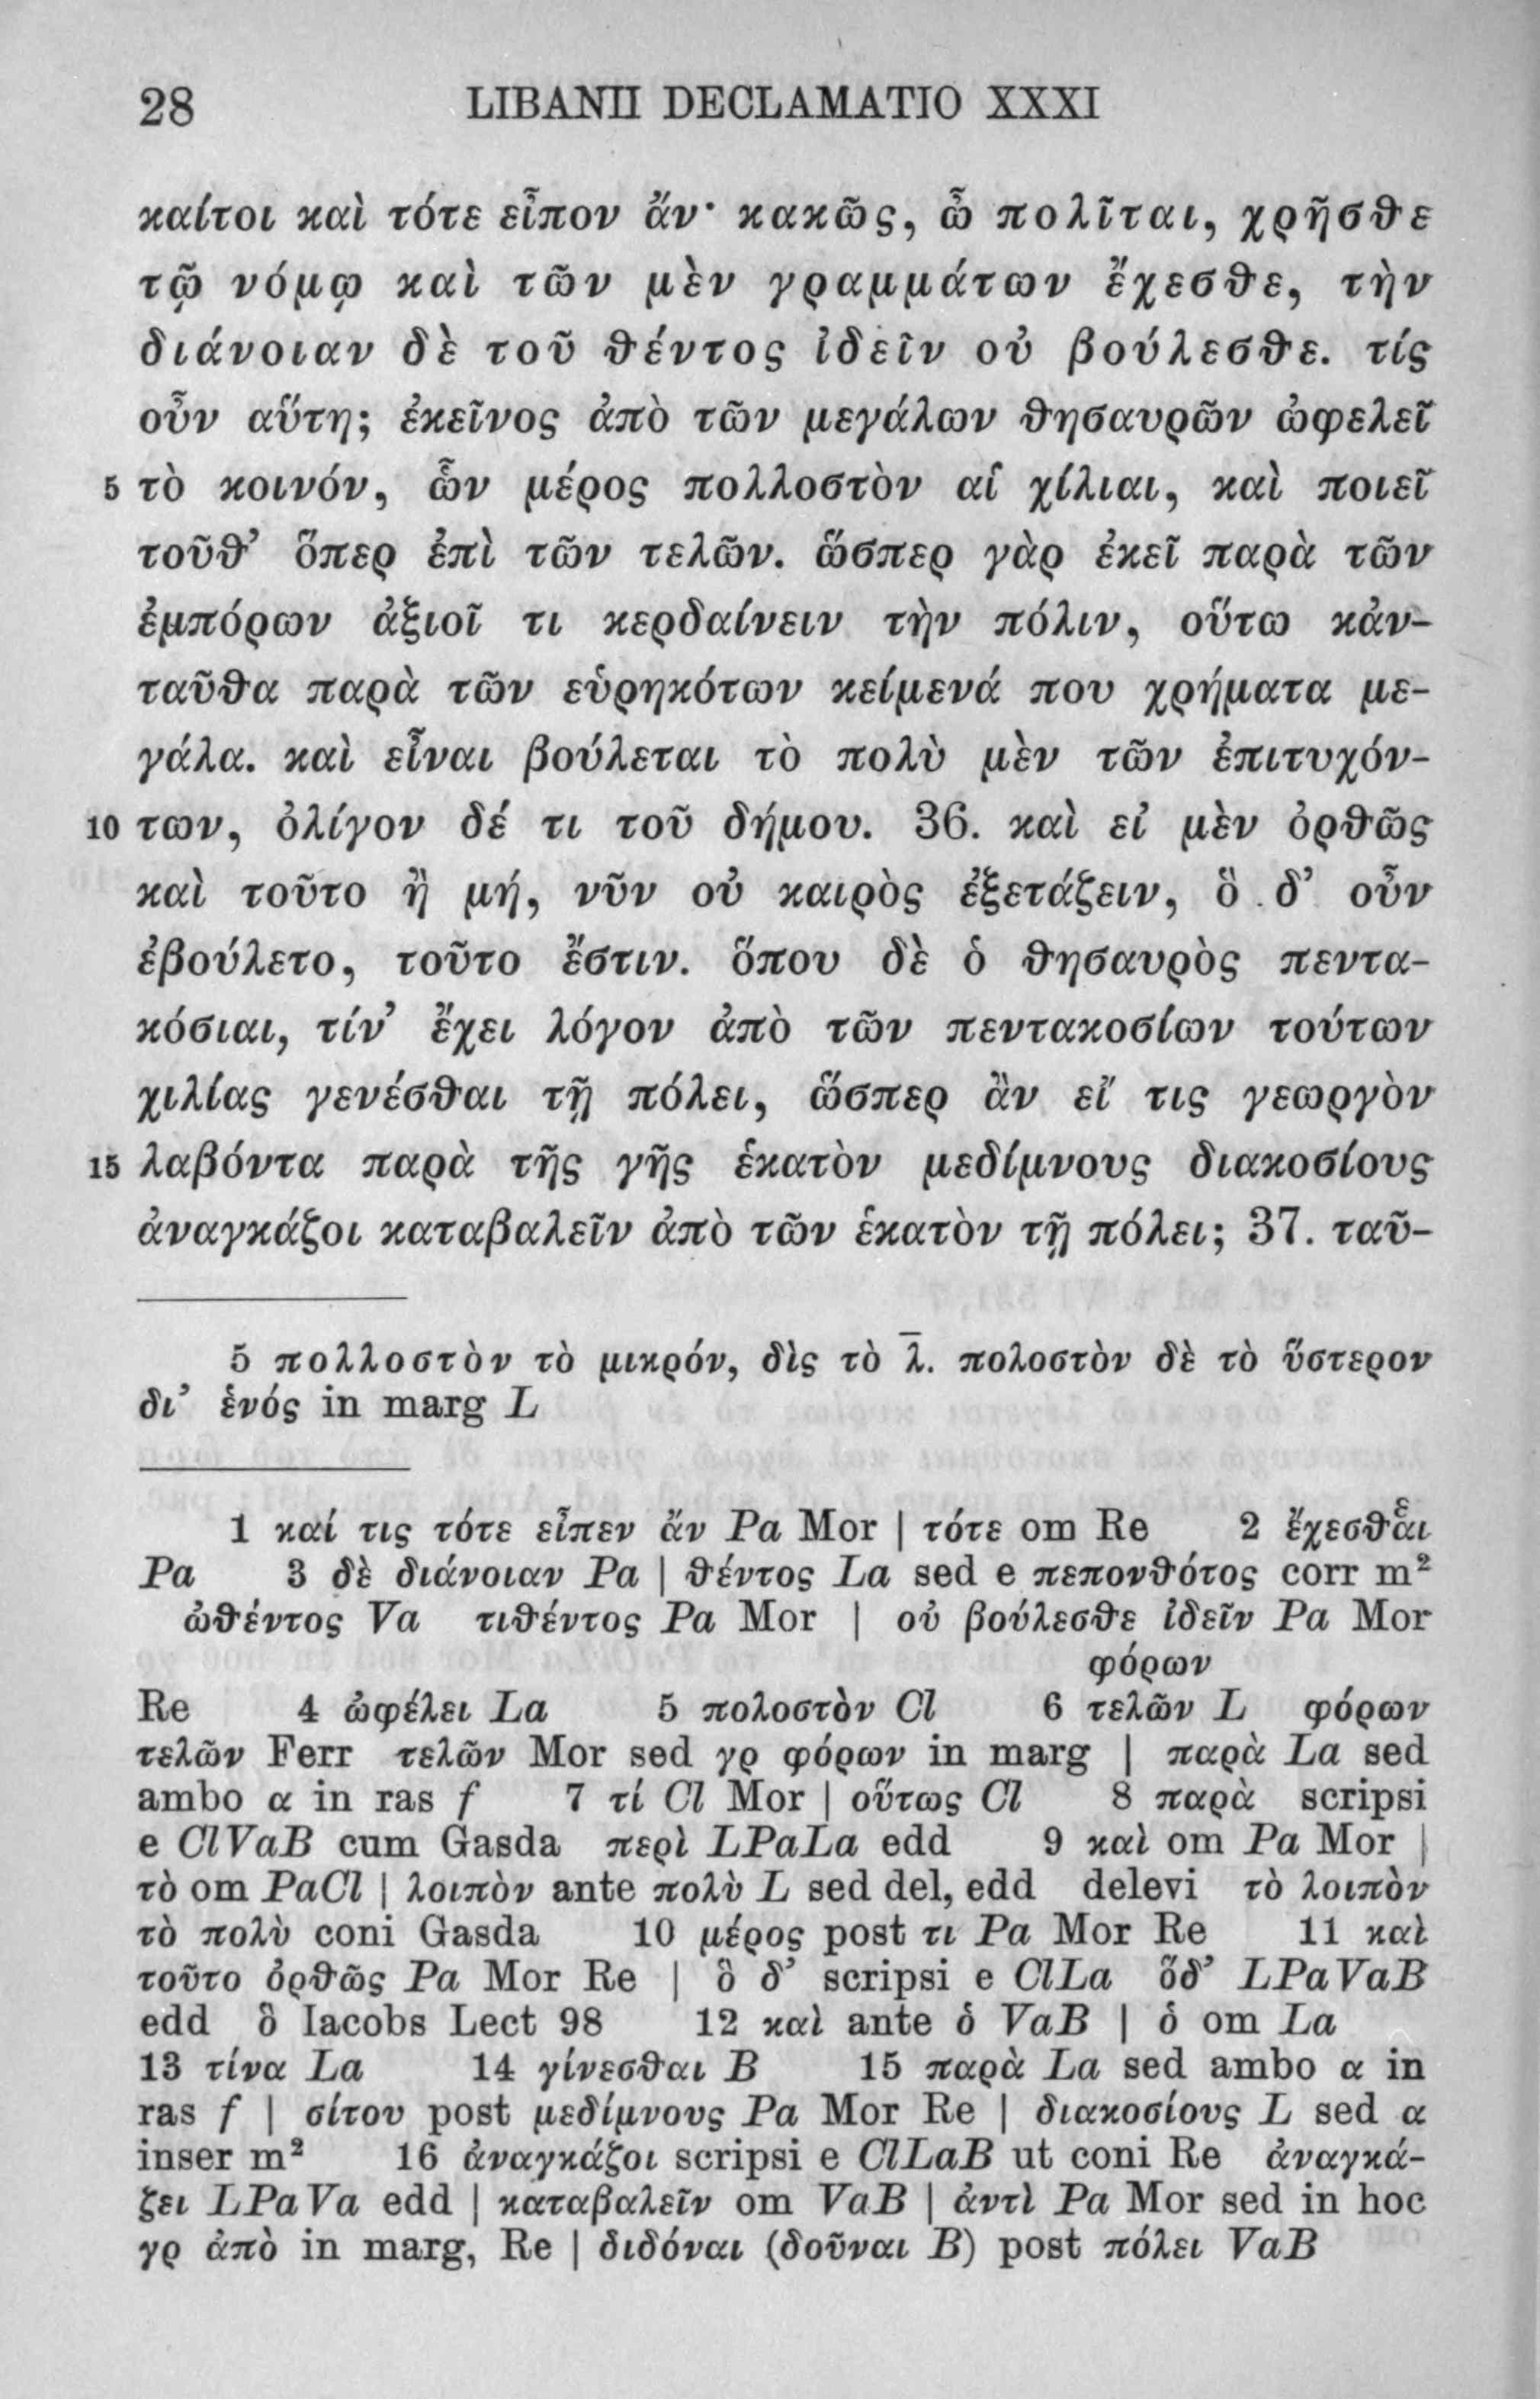 28 LIBANII DECLAMATIO XXXI
καίτοι καὶ τότε εἶπον ἄν· κακῶς, ὦ πολῖται, χρῆσθε
τῷ νόμῳ καὶ τῶν μὲν γραμμάτων ἔχεσθε, τὴν
διάνοιαν δὲ τοῦ θέντος ἰδεῖν οὐ βούλεσθε. τίς
οὖν αὕτη; ἐκεῖνος ἀπὸ τῶν μεγάλων θησαυρῶν ὠφελεῖ
5 τὸ κοινόν, ὧν μέρος πολλοστὸν αἱ χίλιαι, καὶ ποιεῖ
τοῦθ’ ὅπερ ἐπὶ τῶν τελῶν. ὥσπερ γὰρ ἐκεῖ παρὰ τῶν
ἐμπόρων ἀξιοῖ τι κερδαίνειν τὴν πόλιν, οὕτω κἀν-
ταῦθα παρὰ τῶν εὑρηκότων κείμενά που χρήματα με-
γάλα. καὶ εἶναι βούλεται τὸ πολὺ μὲν τῶν ἐπιτυχόν-
10 των, ὀλίγον δέ τι τοῦ δήμου. 36. καὶ εἰ μὲν ὀρθῶς
καὶ τοῦτο ἢ μή, νῦν οὐ καιρὸς ἐξετάζειν, ὃ δ’ οὖν
ἐβούλετο, τοῦτο ἔστιν. ὅπου δὲ ὁ θησαυρὸς πεντα-
κόσιαι, τίν’ ἔχει λόγον ἀπὸ τῶν πεντακοσίων τούτων
χιλίας γενέσθαι τῇ πόλει, ὥσπερ ἂν εἴ τις γεωργὸν
15 λαβόντα παρὰ τῆς γῆς ἑκατὸν μεδίμνους διακοσίους
ἀναγκάζοι καταβαλεῖν ἀπὸ τῶν ἑκατὸν τῇ πόλει; 37. ταῦ-
5 πολλοστὸν τὸ μικρόν, δὶς τὸ λ̅. πολοστὸν δὲ τὸ ὕστερον
δι’ ἑνός in marg L
1 καί τις τότε εἶπεν ἄν Pa Mor | τότε om Re 2 ἔχεσθαιͤ
Pa 3 δὲ διάνοιαν Pa | θέντος La sed e πεπονθότος corr m²
ὠθέντος Va τιθέντος Pa Mor | οὐ βούλεσθε ἰδεῖν Pa Mor
φόρων
Re 4 ὠφέλει La 5 πολοστὸν Cl 6 τελῶν L φόρων
τελῶν Ferr τελῶν Mor sed γρ φόρων in marg | παρὰ La sed
ambo α in ras f 7 τί Cl Mor | οὕτως Cl 8 παρὰ scripsi
e ClVaB cum Gasda περὶ LPaLa edd 9 καὶ om Pa Mor |
τὸ om PaCl | λοιπὸν ante πολὺ L sed del, edd delevi τὸ λοιπὸν
τὸ πολὺ coni Gasda 10 μέρος post τι Pa Mor Re 11 καὶ
τοῦτο ὀρθῶς Pa Mor Re | ὃ δ’ scripsi e ClLa ὅδ’ LPaVaB
edd ὃ Iacobs Lect 98 12 καὶ ante ὁ VaB | ὁ om La
13 τίνα La 14 γίνεσθαι B 15 παρὰ La sed ambo α in
ras f | σίτου post μεδίμνους Pa Mor Re | διακοσίους L sed α
inser m² 16 ἀναγκάζοι scripsi e ClLaB ut coni Re ἀναγκά-
ζει LPaVa edd | καταβαλεῖν om VaB | ἀντὶ Pa Mor sed in hoc
γρ ἀπὸ in marg, Re | διδόναι (δοῦναι B) post πόλει VaB